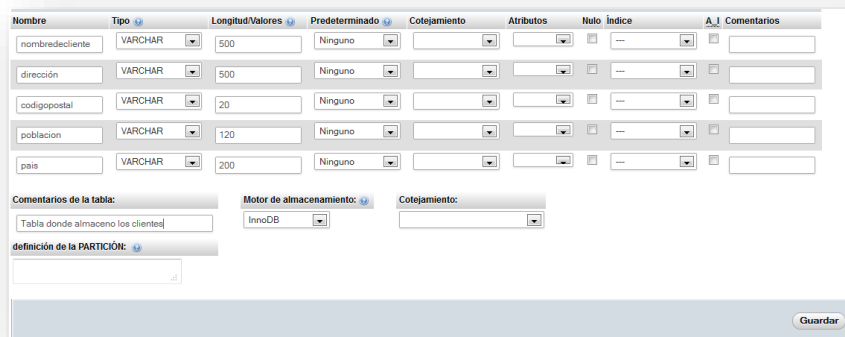 Nombre Tipo Longitud/Valores Predeterminado Cotejamiento Atributos Nulo Índice A_I Comentarios
nombredecliente VARCHAR 500 Ninguno ---
dirección VARCHAR 500 Ninguno ---
codigopostal VARCHAR 20 Ninguno ---
poblacion VARCHAR 120 Ninguno ---
pais VARCHAR 200 Ninguno ---
Comentarios de la tabla: Motor de almacenamiento: Cotejamiento:
Tabla donde almaceno los clientes InnoDB
definición de la PARTICIÓN:
Guardar